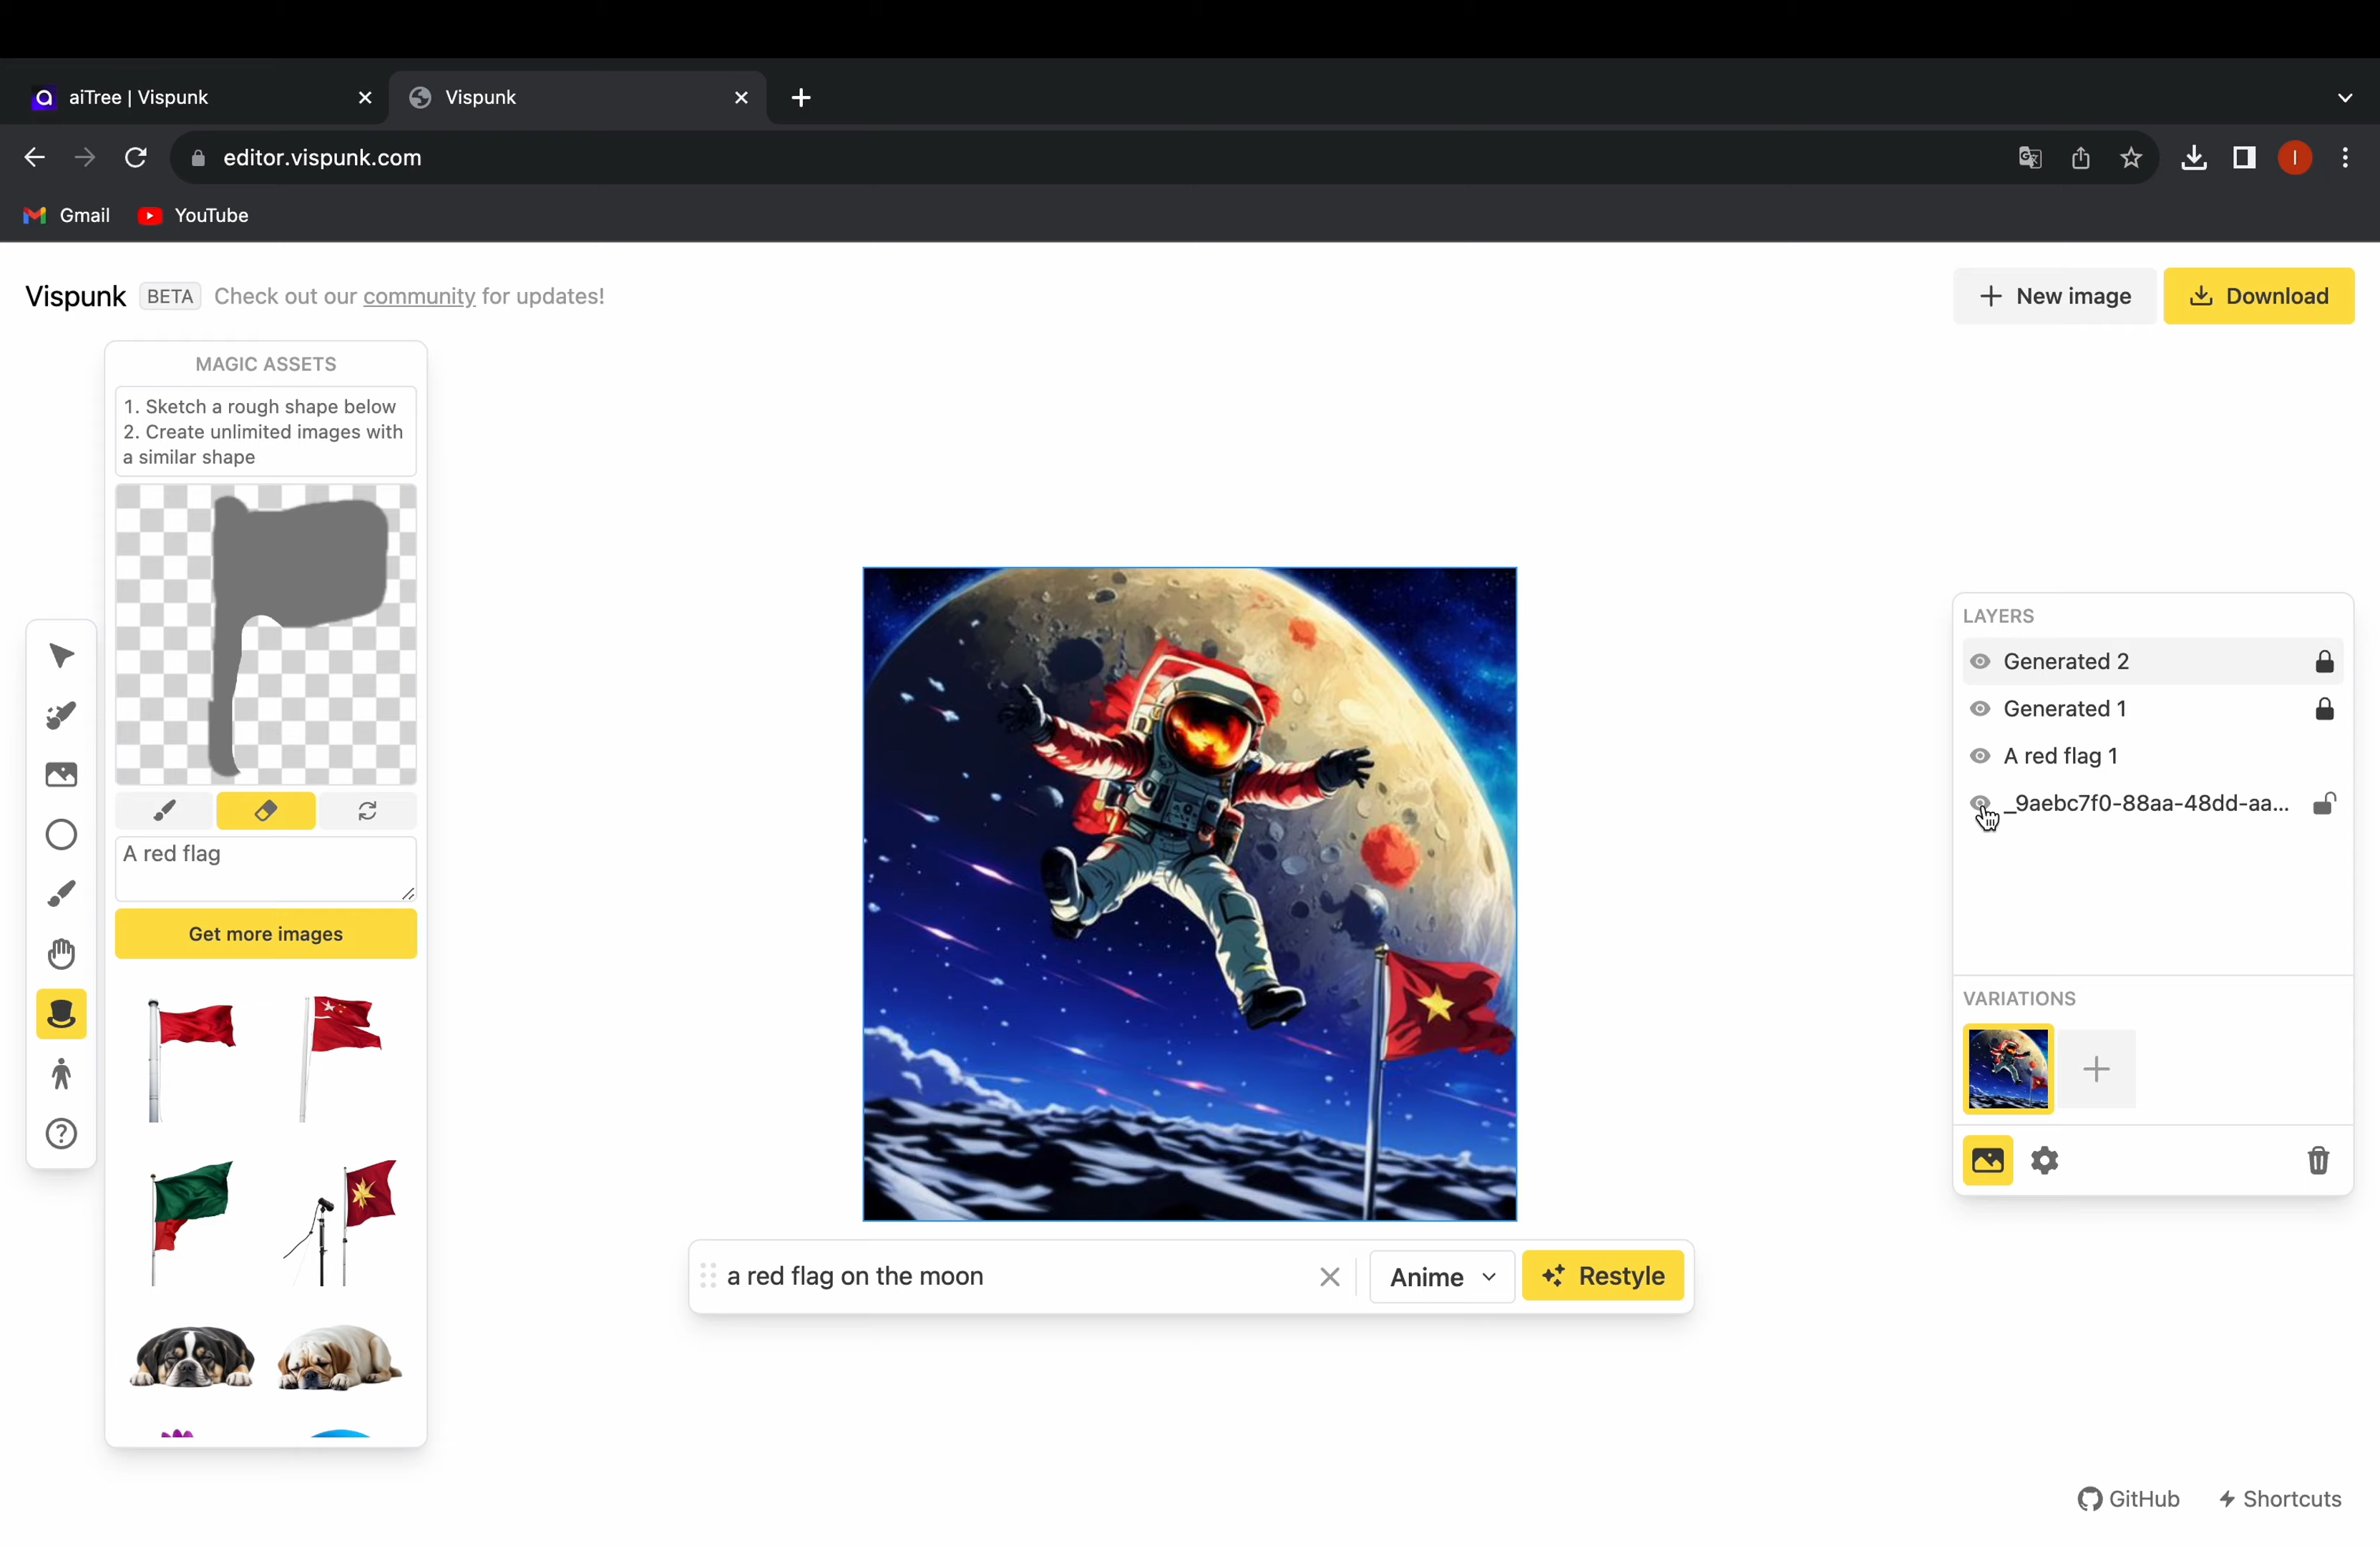 aiTree | Vispunk
Vispunk
editor.vispunk.com
I
Gmail
YouTube
Vispunk BETA Check out our community for updates!
New image
Download
MAGIC ASSETS
1. Sketch a rough shape below
2. Create unlimited images with
a similar shape
A red flag
Get more images
a red flag on the moon
Anime
Restyle
LAYERS
Generated 2
Generated 1
A red flag 1
_9aebc7f0-88aa-48dd-aa...
VARIATIONS
GitHub
Shortcuts